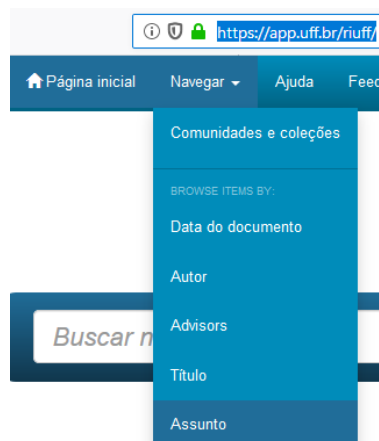 https://app.uff.br/riuff/
Página inicial Navegar Ajuda Feed
Comunidades e coleções
BROWSE ITEMS BY:
Data do documento
Autor
Buscar n Advisors
Título
Assunto